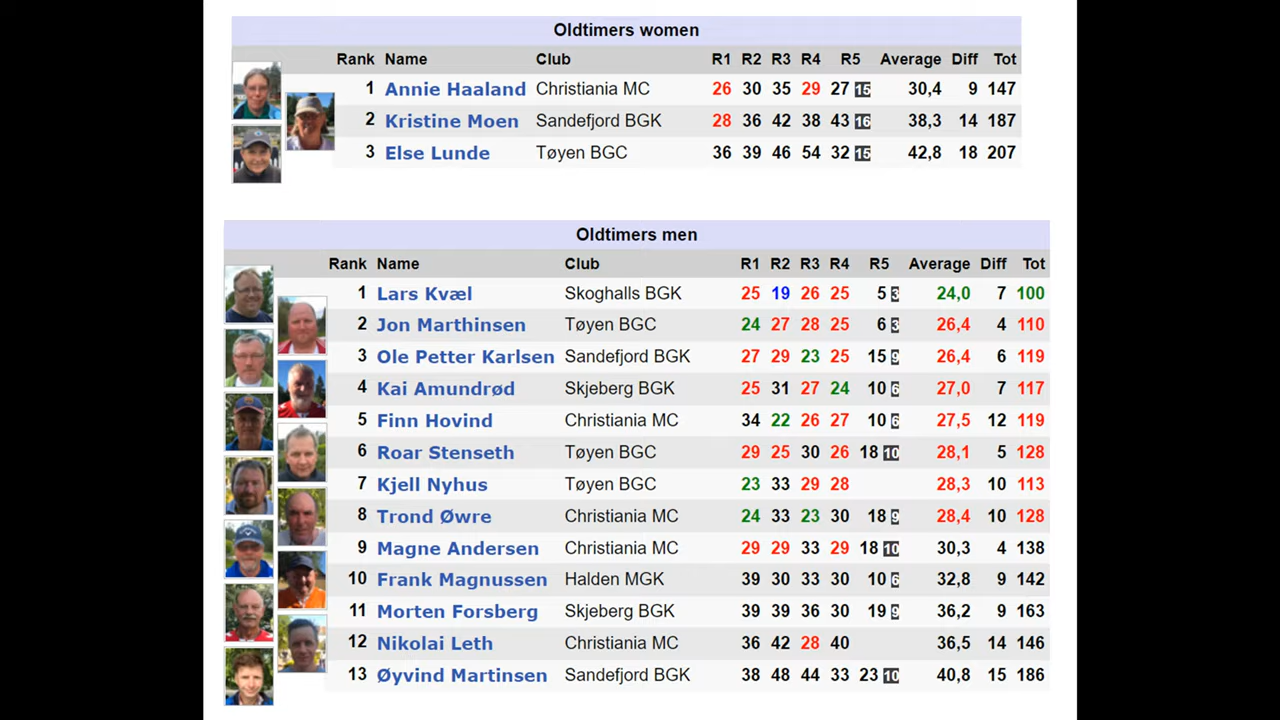 Oldtimers women
Rank Name Club R1 R2 R3 R4 R5 Average Diff Tot
1 Annie Haaland Christiania MC 26 30 35 29 27 15 30,4 9 147
2 Kristine Moen Sandefjord BGK 28 36 42 38 43 16 38,3 14 187
3 Else Lunde Tøyen BGC 36 39 46 54 32 15 42,8 18 207
Oldtimers men
Rank Name Club R1 R2 R3 R4 R5 Average Diff Tot
1 Lars Kvæl Skoghalls BGK 25 19 26 25 5 3 24,0 7 100
2 Jon Marthinsen Tøyen BGC 24 27 28 25 6 3 26,4 4 110
3 Ole Petter Karlsen Sandefjord BGK 27 29 23 25 15 9 26,4 6 119
4 Kai Amundrød Skjeberg BGK 25 31 27 24 10 6 27,0 7 117
5 Finn Hovind Christiania MC 34 22 26 27 10 6 27,5 12 119
6 Roar Stenseth Tøyen BGC 29 25 30 26 18 10 28,1 5 128
7 Kjell Nyhus Tøyen BGC 23 33 29 28 28,3 10 113
8 Trond Øwre Christiania MC 24 33 23 30 18 9 28,4 10 128
9 Magne Andersen Christiania MC 29 29 33 29 18 10 30,3 4 138
10 Frank Magnussen Halden MGK 39 30 33 30 10 6 32,8 9 142
11 Morten Forsberg Skjeberg BGK 39 39 36 30 19 9 36,2 9 163
12 Nikolai Leth Christiania MC 36 42 28 40 36,5 14 146
13 Øyvind Martinsen Sandefjord BGK 38 48 44 33 23 10 40,8 15 186